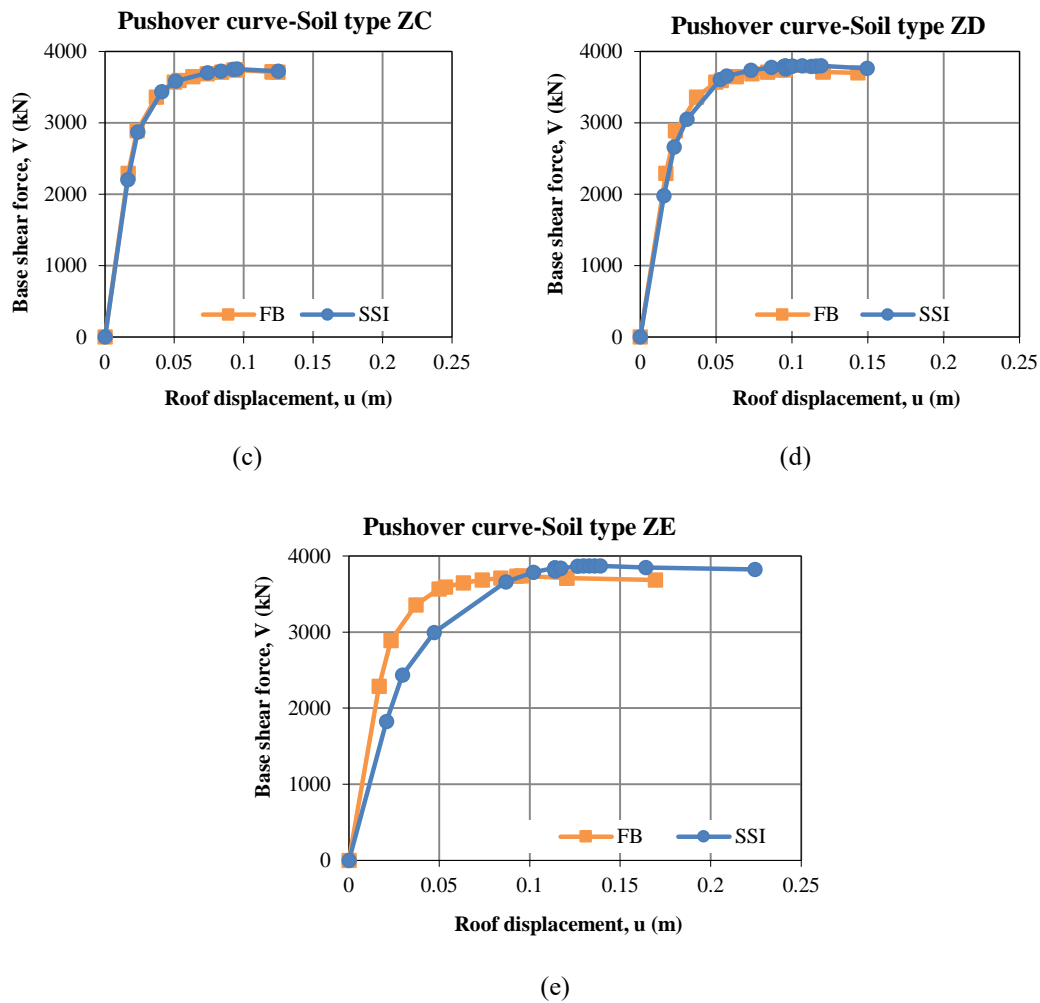 Pushover curve-Soil type ZC
4000
3000
2000
1000
0
Base shear force, V (kN)
FB
SSI
0 0.05 0.1 0.15 0.2 0.25
Roof displacement, u (m)
(c)
Pushover curve-Soil type ZD
4000
3000
2000
1000
0
Base shear force, V (kN)
FB
SSI
0 0.05 0.1 0.15 0.2 0.25
Roof displacement, u (m)
(d)
Pushover curve-Soil type ZE
4000
3000
2000
1000
0
Base shear force, V (kN)
FB
SSI
0 0.05 0.1 0.15 0.2 0.25
Roof displacement, u (m)
(e)